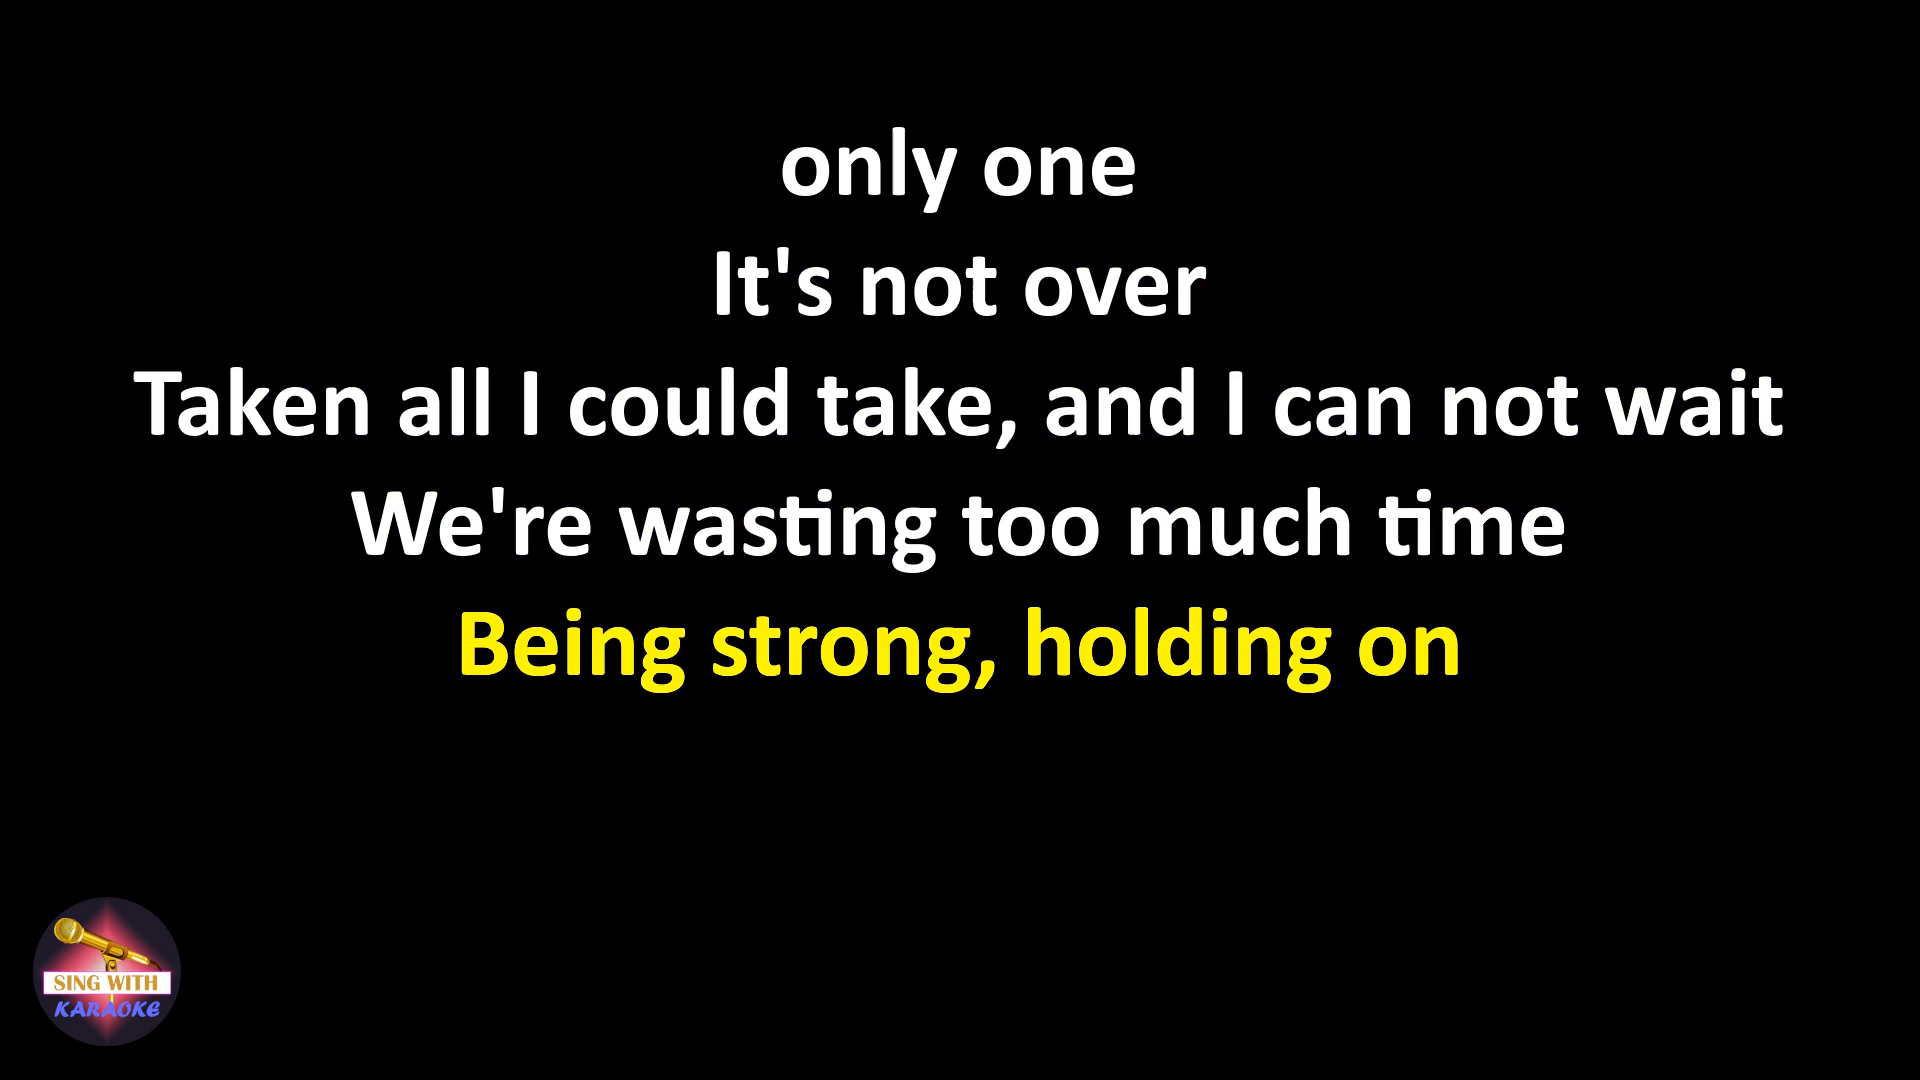 only one
It's not over
Taken all I could take, and I can not wait
We're wasting too much time
Being strong, holding on
SING WITH
KARAOKE